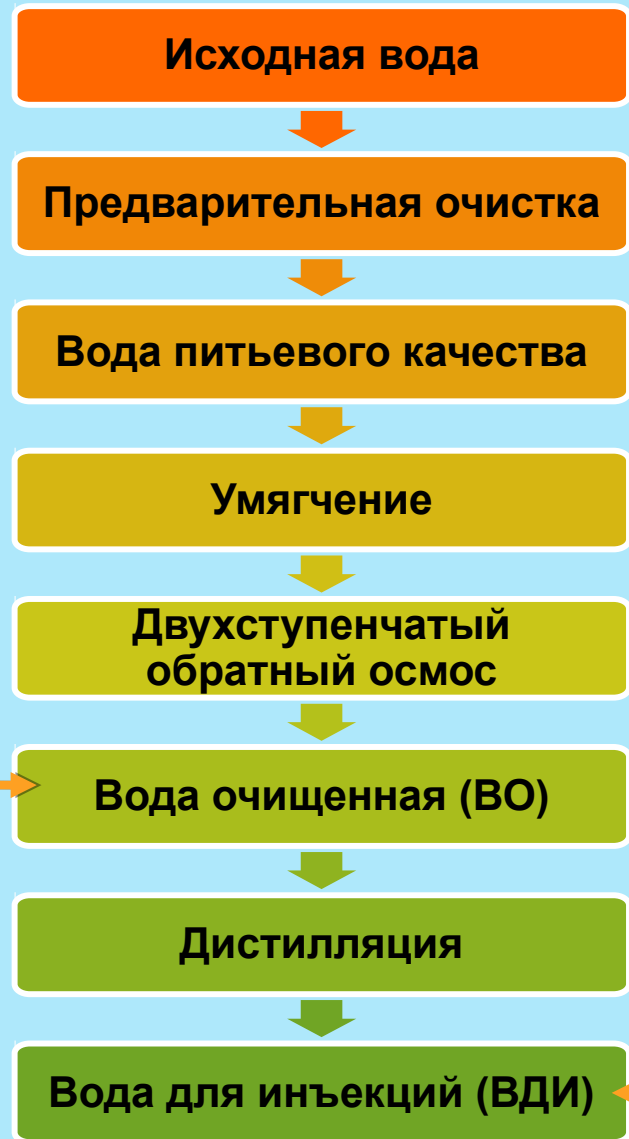 Исходная вода
Предварительная очистка
Вода питьевого качества
Умягчение
Двухступенчатый
обратный осмос
Вода очищенная (ВО)
Дистилляция
Вода для инъекций (ВДИ)